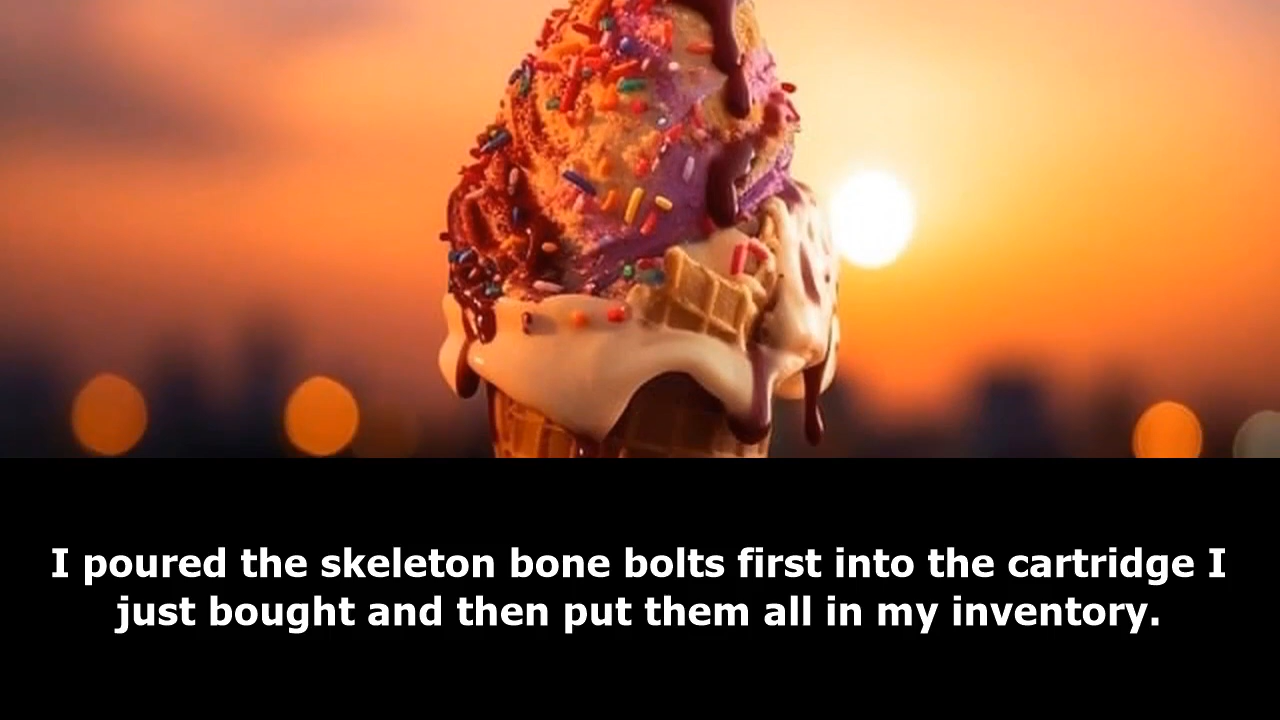 I poured the skeleton bone bolts first into the cartridge I
just bought and then put them all in my inventory.